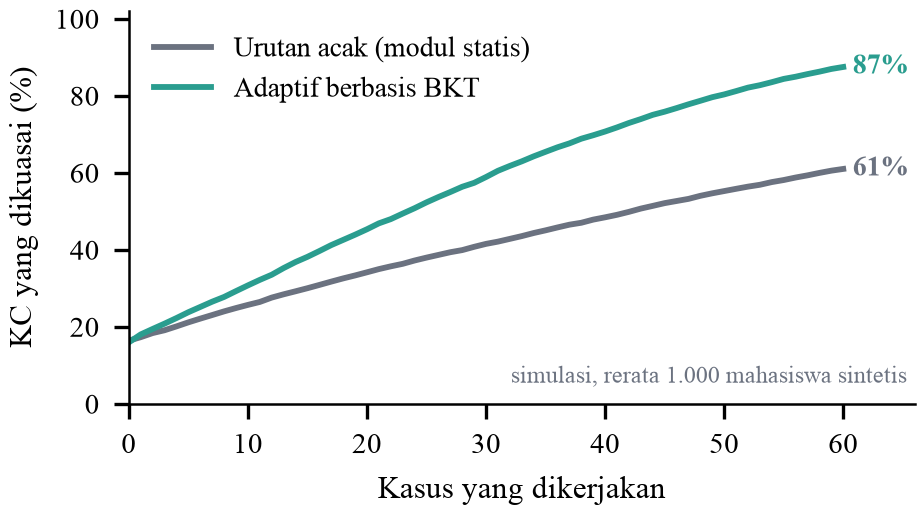 KC yang dikuasai (%)
100
80
60
40
20
0
Urutan acak (modul statis)
Adaptif berbasis BKT
87%
61%
simulasi, rerata 1.000 mahasiswa sintetis
0 10 20 30 40 50 60
Kasus yang dikerjakan